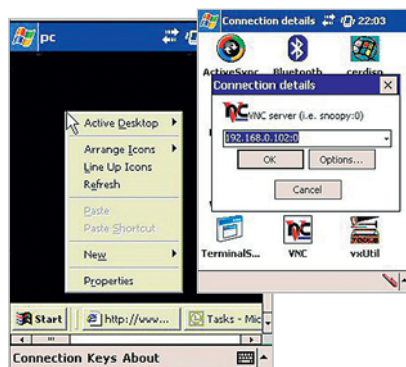 pc
Active Desktop
Arrange Icons
Line Up Icons
Refresh
Paste
Paste Shortcut
New
Properties
Start
http://www...
Tasks - Mic
Connection Keys About
Connection details
22:03
ActiveSync
Bluetooth
cerdisp
Connection details
VNC server (i.e. snoopy:0)
192.168.0.102:0
OK
Options...
Cancel
TerminalS...
VNC
vxUtil